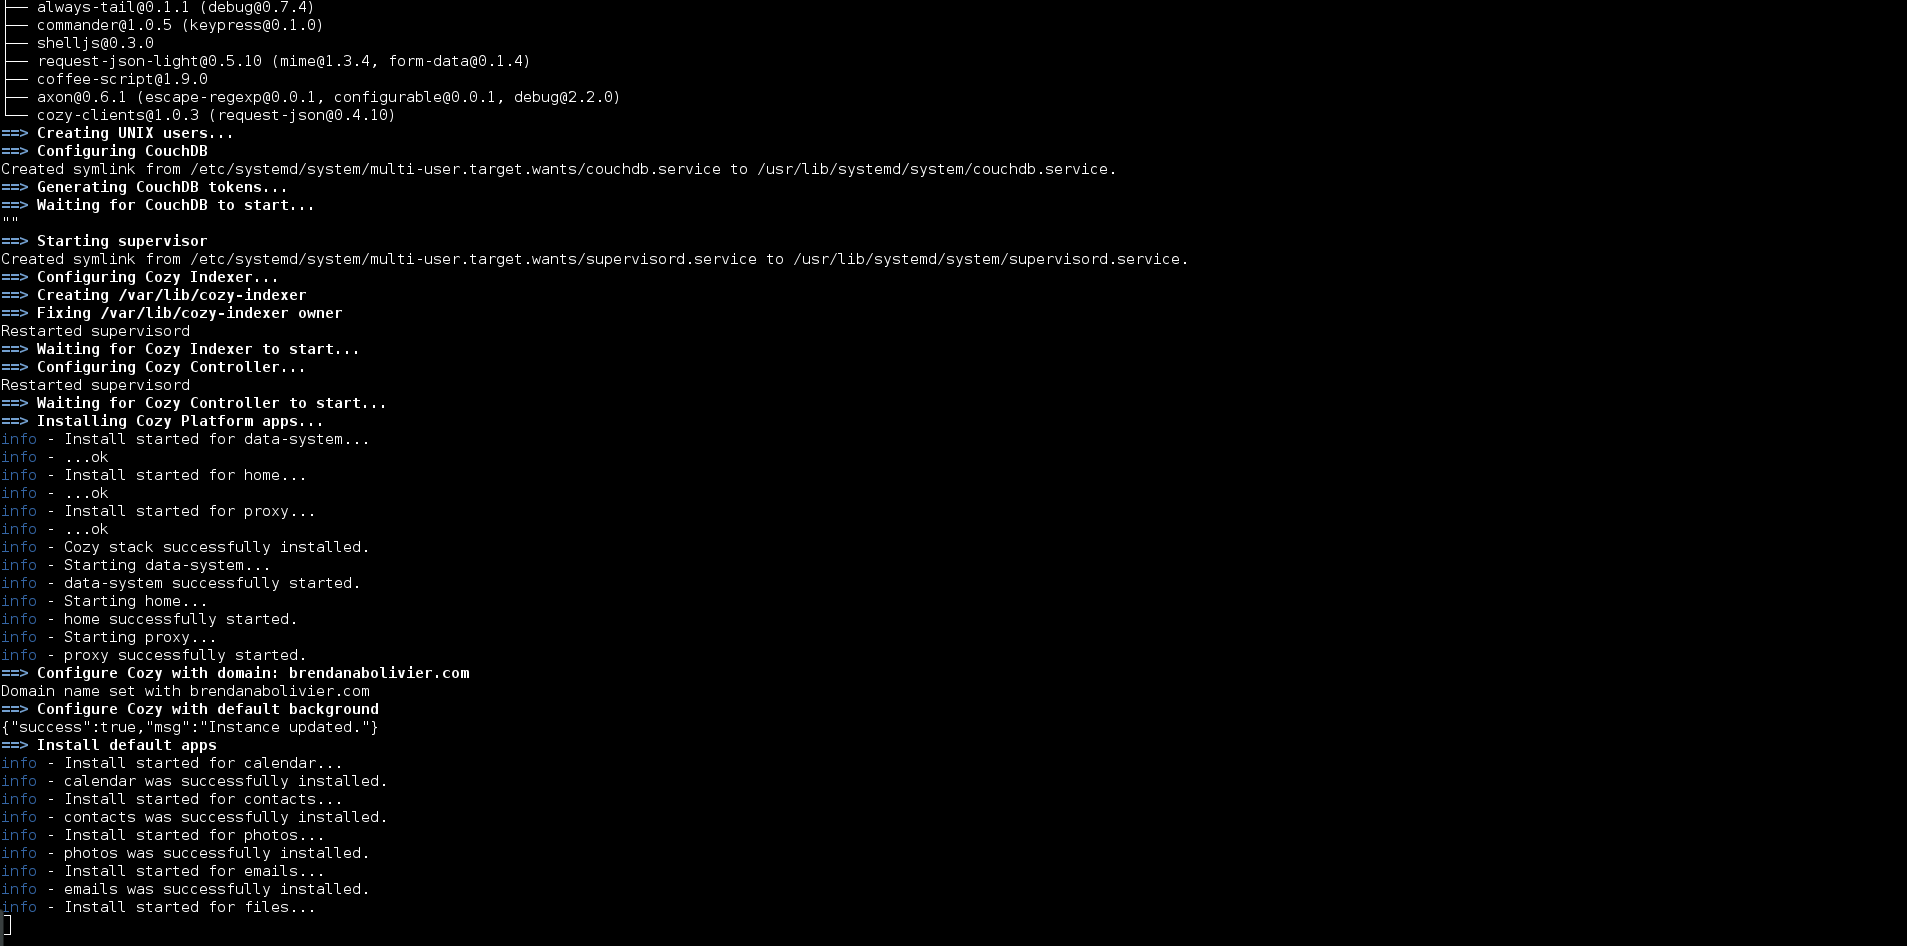 ├── always-tail@0.1.1 (debug@0.7.4)
├── commander@1.0.5 (keypress@0.1.0)
├── shelljs@0.3.0
├── request-json-light@0.5.10 (mime@1.3.4, form-data@0.1.4)
├── coffee-script@1.9.0
├── axon@0.6.1 (escape-regexp@0.0.1, configurable@0.0.1, debug@2.2.0)
└── cozy-clients@1.0.3 (request-json@0.4.10)
==> Creating UNIX users...
==> Configuring CouchDB
Created symlink from /etc/systemd/system/multi-user.target.wants/couchdb.service to /usr/lib/systemd/system/couchdb.service.
==> Generating CouchDB tokens...
==> Waiting for CouchDB to start...
""
==> Starting supervisor
Created symlink from /etc/systemd/system/multi-user.target.wants/supervisord.service to /usr/lib/systemd/system/supervisord.service.
==> Configuring Cozy Indexer...
==> Creating /var/lib/cozy-indexer
==> Fixing /var/lib/cozy-indexer owner
Restarted supervisord
==> Waiting for Cozy Indexer to start...
==> Configuring Cozy Controller...
Restarted supervisord
==> Waiting for Cozy Controller to start...
==> Installing Cozy Platform apps...
info - Install started for data-system...
info - ...ok
info - Install started for home...
info - ...ok
info - Install started for proxy...
info - ...ok
info - Cozy stack successfully installed.
info - Starting data-system...
info - data-system successfully started.
info - Starting home...
info - home successfully started.
info - Starting proxy...
info - proxy successfully started.
==> Configure Cozy with domain: brendanabolivier.com
Domain name set with brendanabolivier.com
==> Configure Cozy with default background
{"success":true,"msg":"Instance updated."}
==> Install default apps
info - Install started for calendar...
info - calendar was successfully installed.
info - Install started for contacts...
info - contacts was successfully installed.
info - Install started for photos...
info - photos was successfully installed.
info - Install started for emails...
info - emails was successfully installed.
info - Install started for files...